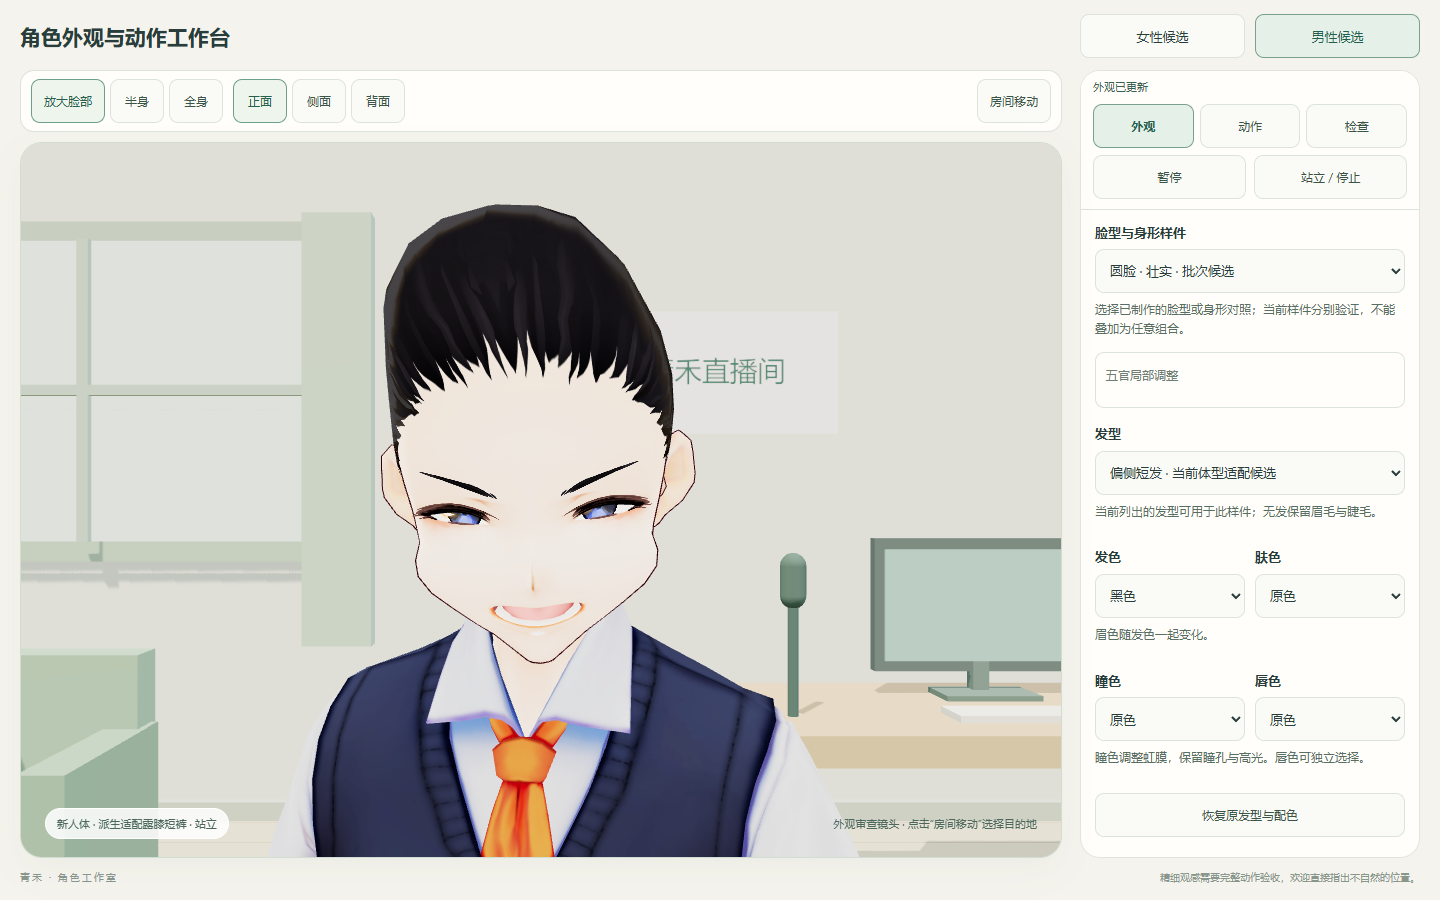 角色外观与动作工作台
女性候选
男性候选
放大脸部
半身
全身
正面
侧面
背面
房间移动
外观已更新
外观
动作
检查
暂停
站立 / 停止
脸型与身形样件
圆脸 · 壮实 · 批次候选
选择已制作的脸型或身形对照；当前样件分别验证，不能
叠加为任意组合。
五官局部调整
发型
偏侧短发 · 当前体型适配候选
当前列出的发型可用于此样件；无发保留眉毛与睫毛。
发色
肤色
黑色
原色
眉色随发色一起变化。
瞳色
唇色
原色
原色
瞳色调整虹膜，保留瞳孔与高光。唇色可独立选择。
恢复原发型与配色
禾直播间
新人体 · 派生适配露膝短裤 · 站立
外观审查镜头 · 点击“房间移动”选择目的地
青禾 · 角色工作室
精细观感需要完整动作验收，欢迎直接指出不自然的位置。